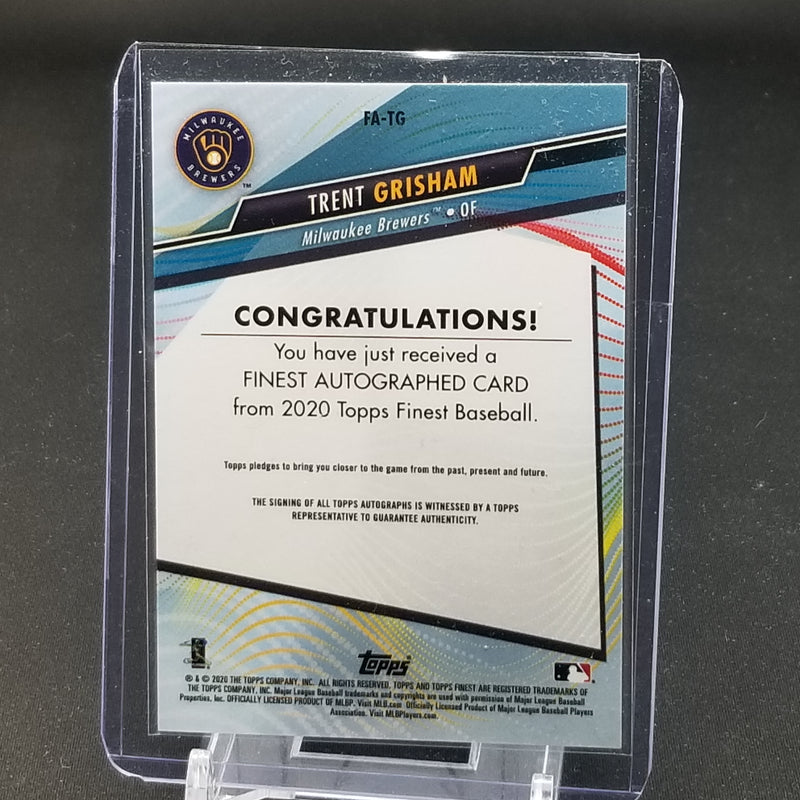 FA-TG
MILWAUKEE
BREWERS
™
TRENT GRISHAM
Milwaukee Brewers™ • OF
CONGRATULATIONS!
You have just received a
FINEST AUTOGRAPHED CARD
from 2020 Topps Finest Baseball.
Topps pledges to bring you closer to the game from the past, present and future.
THE SIGNING OF ALL TOPPS AUTOGRAPHS IS WITNESSED BY A TOPPS
REPRESENTATIVE TO GUARANTEE AUTHENTICITY.
topps
® & © 2020 THE TOPPS COMPANY, INC. ALL RIGHTS RESERVED. TOPPS AND TOPPS FINEST ARE REGISTERED TRADEMARKS OF
THE TOPPS COMPANY, INC. Major League Baseball trademarks and copyrights are used with permission of Major League Baseball
Properties, Inc. OFFICIALLY LICENSED PRODUCT OF MLBP. Visit MLB.com Officially Licensed Product of Major League Baseball Players
Association. Visit MLBPlayers.com